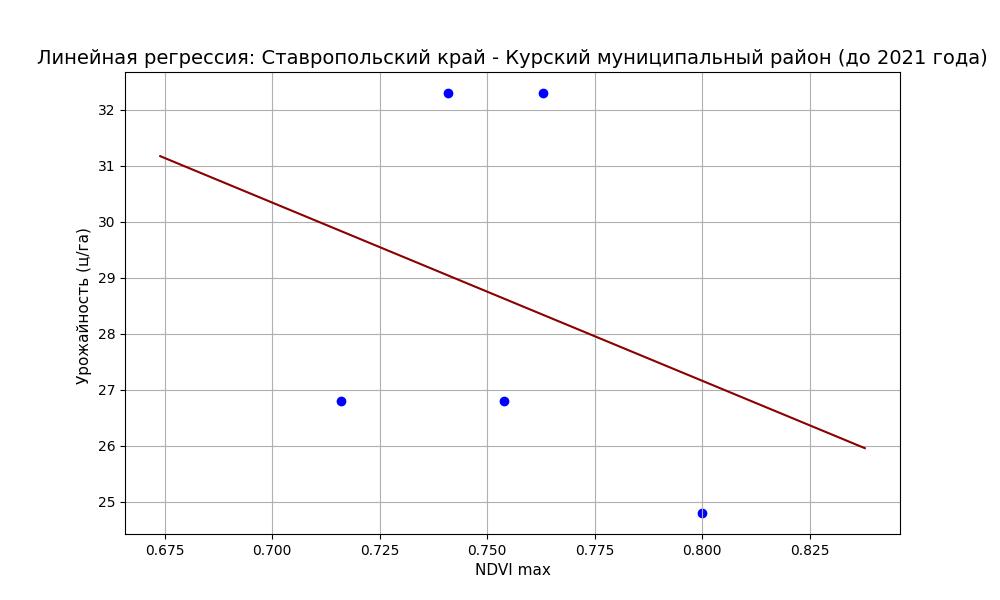 Линейная регрессия: Ставропольский край - Курский муниципальный район (до 2021 года)
32
31
30
29
28
27
26
25
Урожайность (ц/га)
0.675 0.700 0.725 0.750 0.775 0.800 0.825
NDVI max